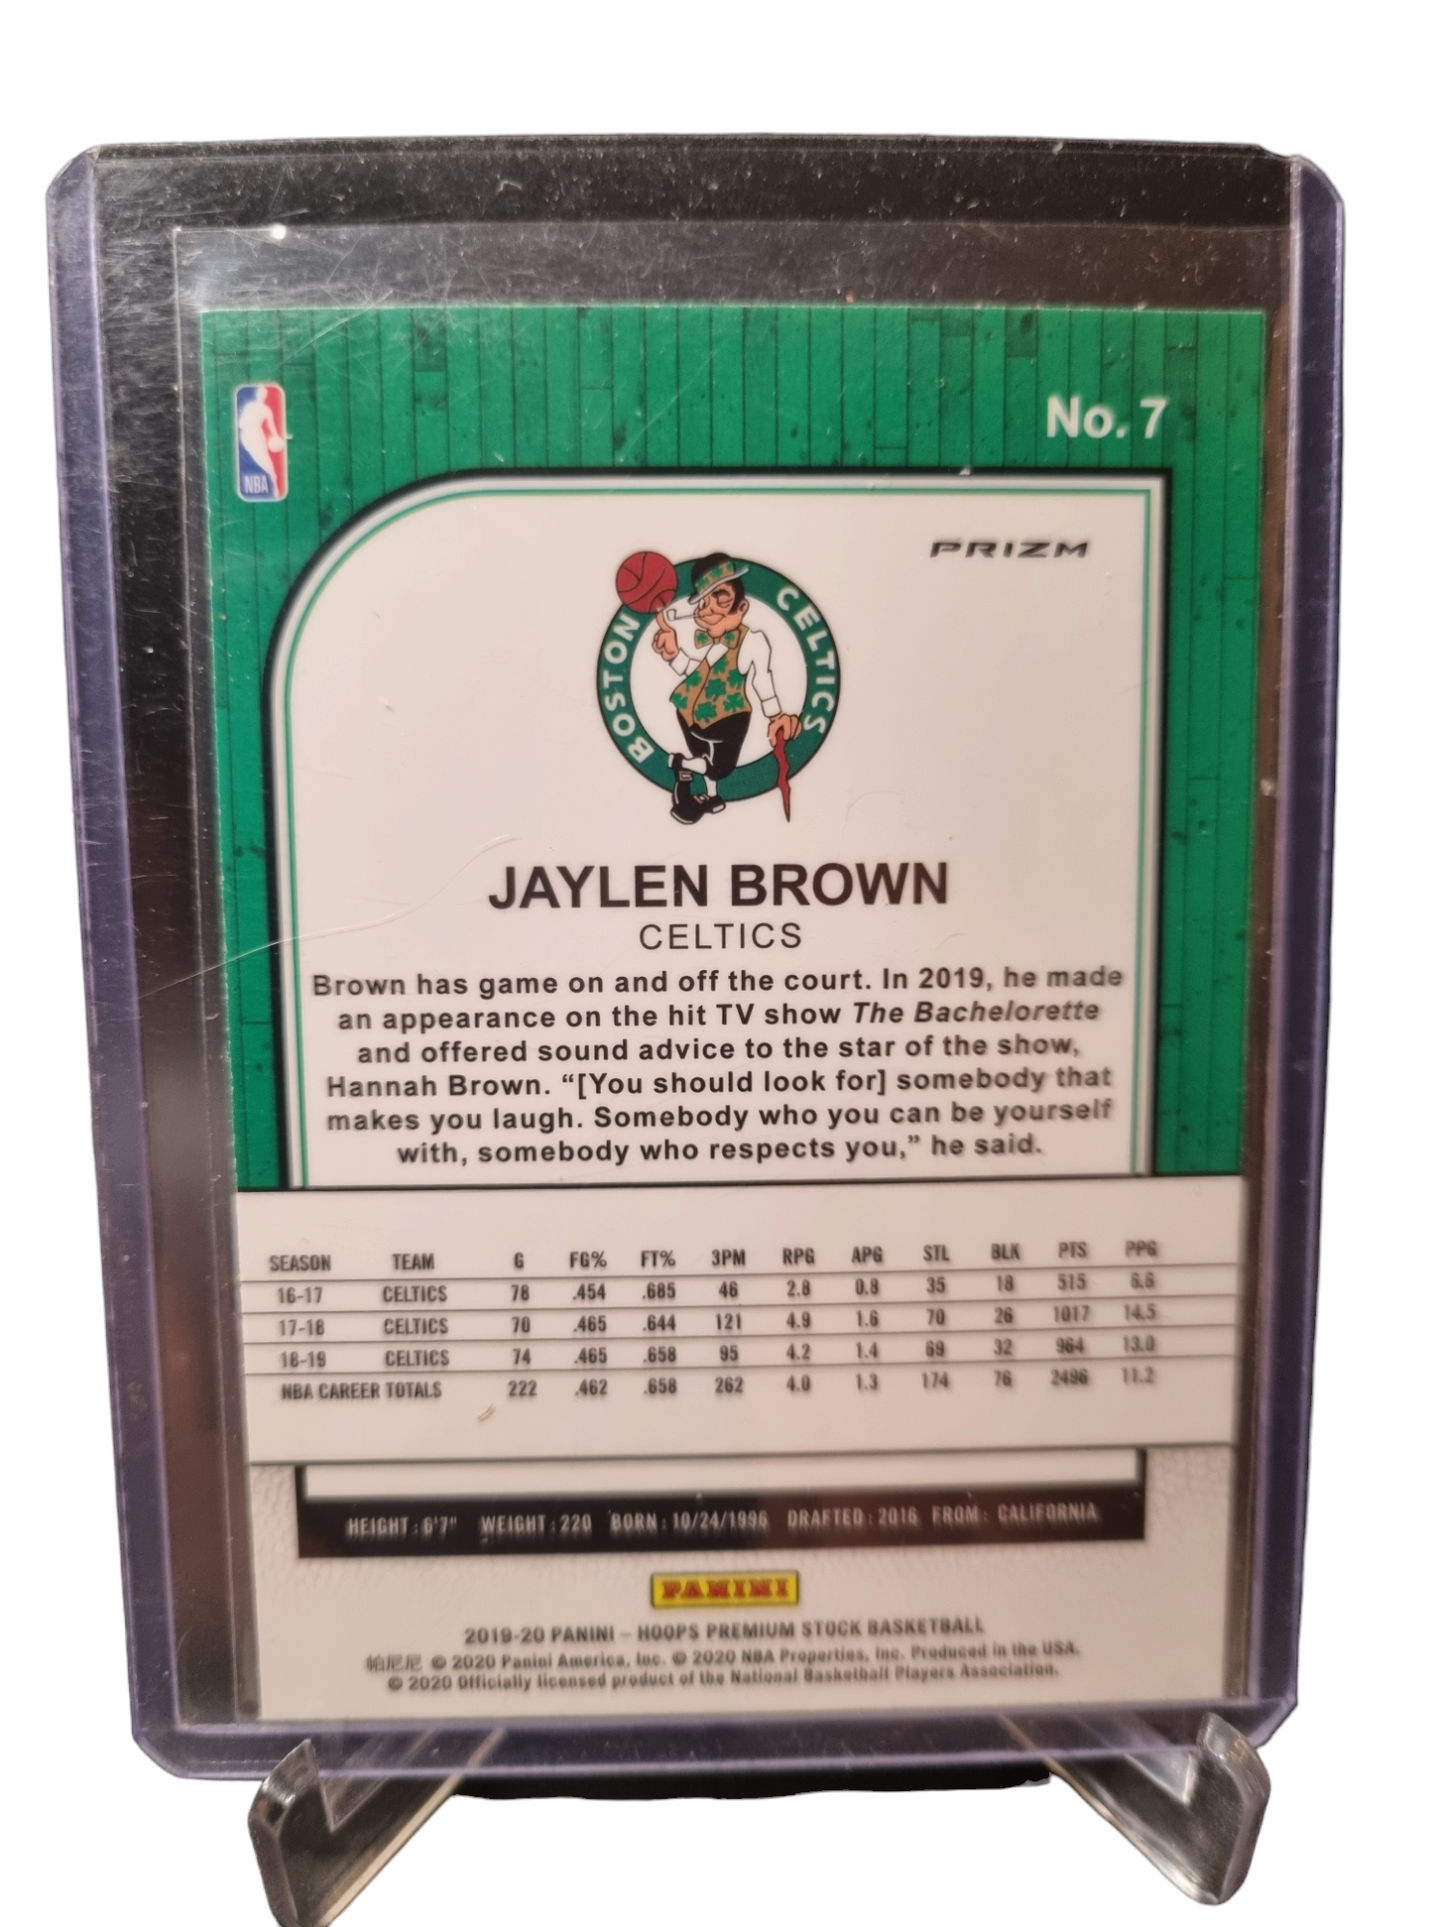 No. 7
NBA
PRIZM
BOSTON CELTICS
JAYLEN BROWN
CELTICS
Brown has game on and off the court. In 2019, he made
an appearance on the hit TV show The Bachelorette
and offered sound advice to the star of the show,
Hannah Brown. “[You should look for] somebody that
makes you laugh. Somebody who you can be yourself
with, somebody who respects you,” he said.
SEASON TEAM G FG% FT% 3PM RPG APG STL BLK PTS PPG
16-17 CELTICS 78 .454 .685 46 2.8 0.8 35 18 515 6.6
17-18 CELTICS 70 .465 .644 121 4.9 1.6 70 26 1017 14.5
18-19 CELTICS 74 .465 .658 95 4.2 1.4 69 32 964 13.0
NBA CAREER TOTALS 222 .462 .658 262 4.0 1.3 174 76 2496 11.2
HEIGHT: 6'7" WEIGHT: 220 BORN: 10/24/1996 DRAFTED: 2016 FROM: CALIFORNIA
PANINI
2019-20 PANINI – HOOPS PREMIUM STOCK BASKETBALL
帕尼尼 © 2020 Panini America, Inc. © 2020 NBA Properties, Inc. Produced in the USA.
© 2020 Officially licensed product of the National Basketball Players Association.